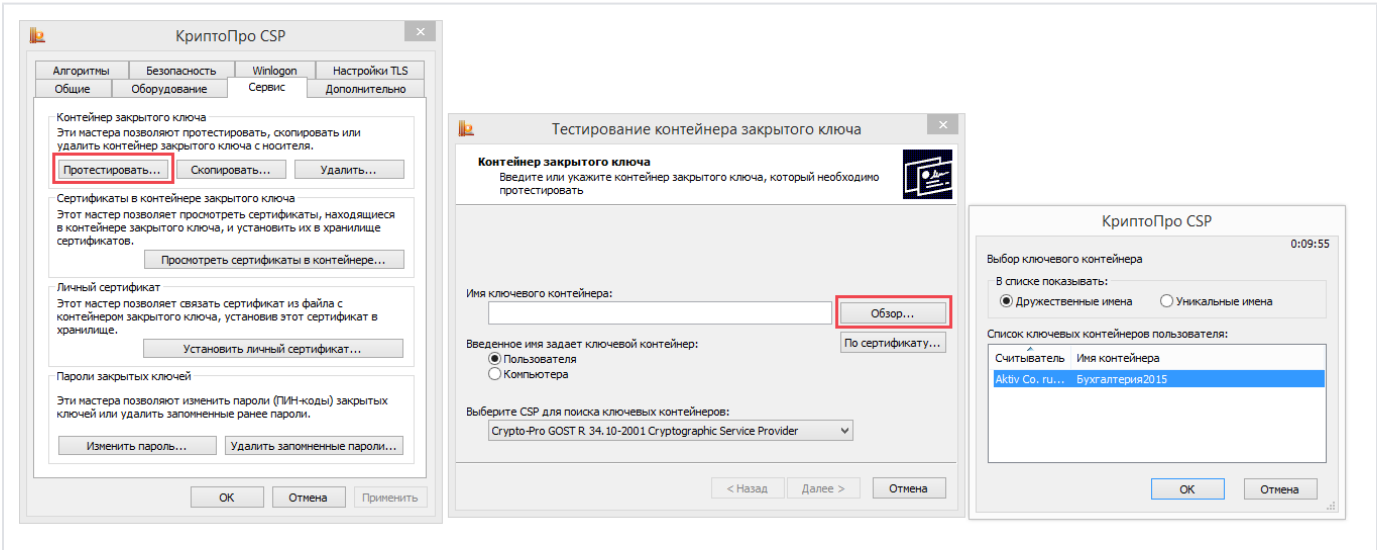 КриптоПро CSP
Алгоритмы Безопасность Winlogon Настройки TLS
Общие Оборудование Сервис Дополнительно
Контейнер закрытого ключа
Эти мастера позволяют протестировать, скопировать или
удалить контейнер закрытого ключа с носителя.
Протестировать... Скопировать... Удалить...
Сертификаты в контейнере закрытого ключа
Этот мастер позволяет просмотреть сертификаты, находящиеся
в контейнере закрытого ключа, и установить их в хранилище
сертификатов.
Просмотреть сертификаты в контейнере...
Личный сертификат
Этот мастер позволяет связать сертификат из файла с
контейнером закрытого ключа, установив этот сертификат в
хранилище.
Установить личный сертификат...
Пароли закрытых ключей
Эти мастера позволяют изменить пароли (ПИН-коды) закрытых
ключей или удалить запомненные ранее пароли.
Изменить пароль... Удалить запомненные пароли...
ОК Отмена Применить
Тестирование контейнера закрытого ключа
Контейнер закрытого ключа
Введите или укажите контейнер закрытого ключа, который необходимо
протестировать
Имя ключевого контейнера:
Обзор...
Введенное имя задает ключевой контейнер:
По сертификату...
Пользователя
Компьютера
Выберите CSP для поиска ключевых контейнеров:
Crypto-Pro GOST R 34.10-2001 Cryptographic Service Provider
< Назад Далее > Отмена
КриптоПро CSP
0:09:55
Выбор ключевого контейнера
В списке показывать:
Дружественные имена Уникальные имена
Список ключевых контейнеров пользователя:
Считыватель Имя контейнера
Aktiv Co. ru... Бухгалтерия2015
ОК Отмена